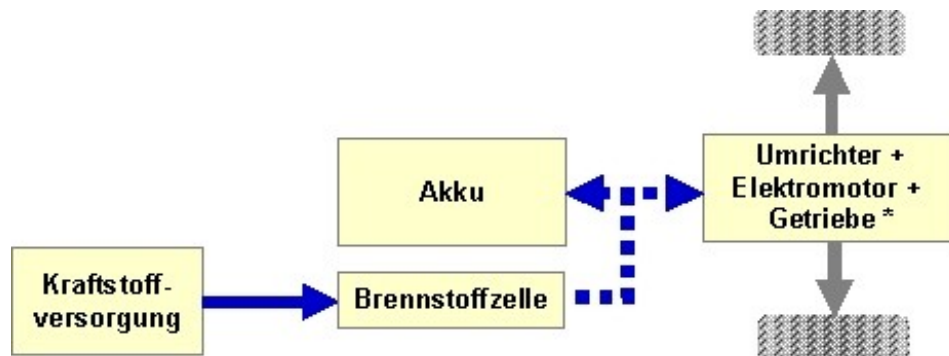 Umrichter +
Elektromotor +
Getriebe *
Akku
Kraftstoff-
versorgung
Brennstoffzelle